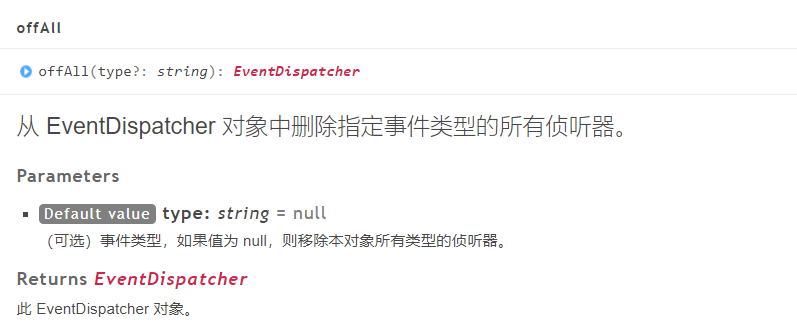 offAll
offAll(type?: string): EventDispatcher
从 EventDispatcher 对象中删除指定事件类型的所有侦听器。
Parameters
Default value type: string = null
（可选）事件类型，如果值为 null，则移除本对象所有类型的侦听器。
Returns EventDispatcher
此 EventDispatcher 对象。